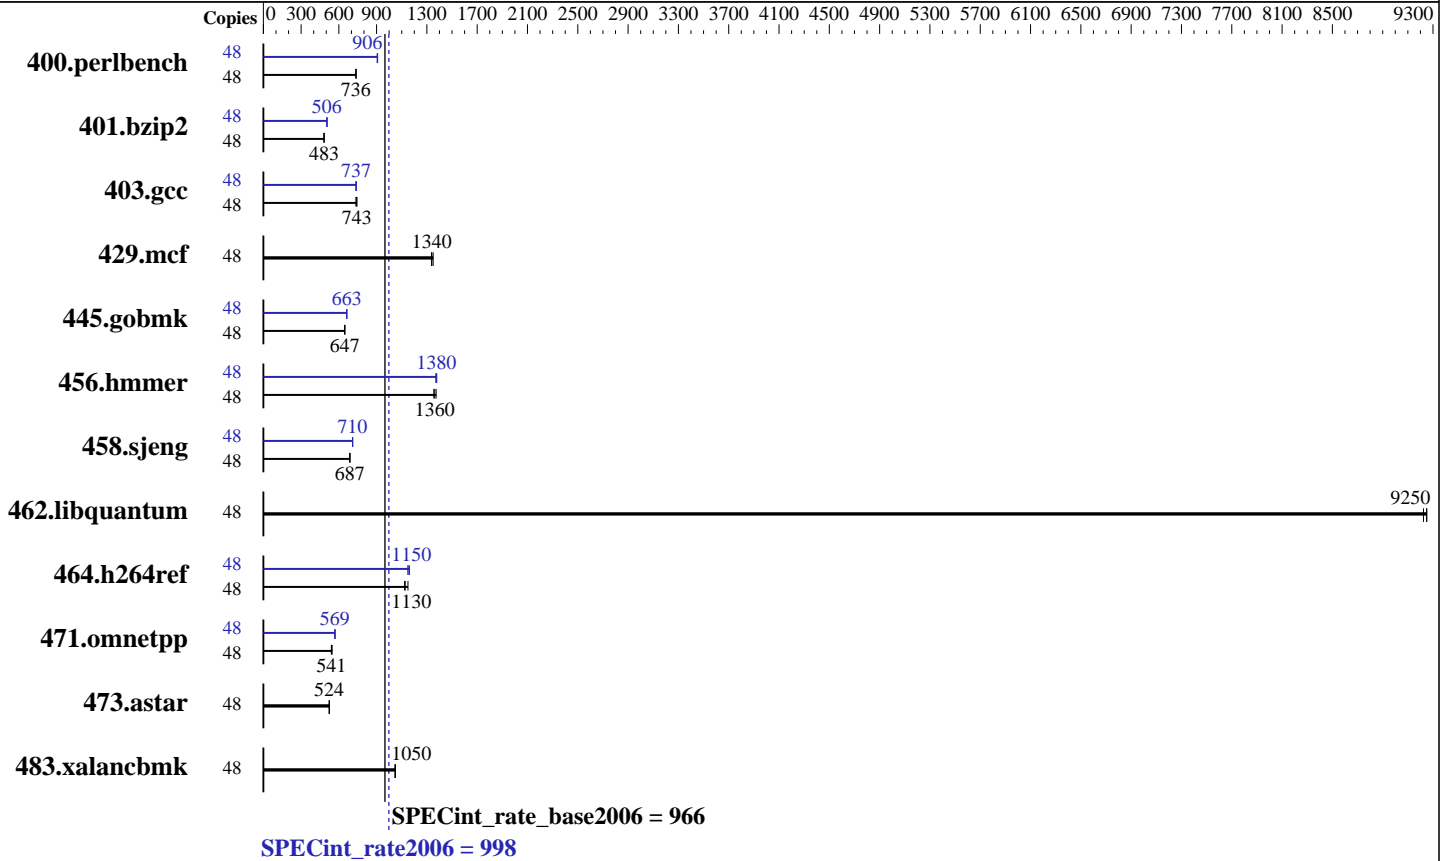 Copies 0 300 600 900 1300 1700 2100 2500 2900 3300 3700 4100 4500 4900 5300 5700 6100 6500 6900 7300 7700 8100 8500 9300
906
400.perlbench 48
48
736
506
401.bzip2 48
48
483
737
403.gcc 48
48
743
1340
429.mcf 48
663
445.gobmk 48
48
647
1380
456.hmmer 48
48
1360
710
458.sjeng 48
48
687
9250
462.libquantum 48
1150
464.h264ref 48
48
1130
569
471.omnetpp 48
48
541
524
473.astar 48
1050
483.xalancbmk 48
SPECint_rate_base2006 = 966
SPECint_rate2006 = 998